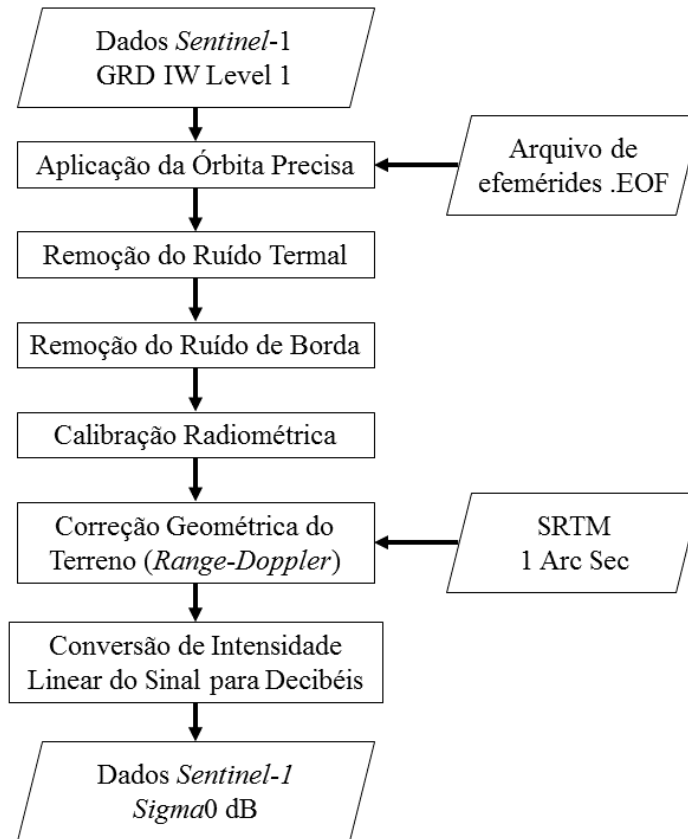 Dados Sentinel-1
GRD IW Level 1
Aplicação da Órbita Precisa
Arquivo de
efemérides .EOF
Remoção do Ruído Termal
Remoção do Ruído de Borda
Calibração Radiométrica
Correção Geométrica do
Terreno (Range-Doppler)
SRTM
1 Arc Sec
Conversão de Intensidade
Linear do Sinal para Decibéis
Dados Sentinel-1
Sigma0 dB